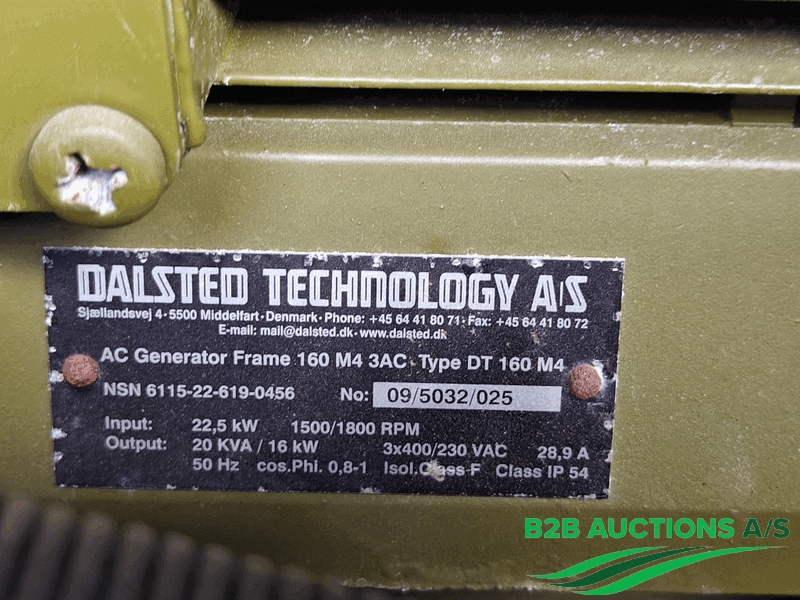 DALSTED TECHNOLOGY A/S
Sjællandsvej 4 · 5500 Middelfart · Denmark · Phone: +45 64 41 80 71 · Fax: +45 64 41 80 72
E-mail: mail@dalsted.dk · www.dalsted.dk
AC Generator Frame 160 M4 3AC Type DT 160 M4
NSN 6115-22-619-0456 No: 09/5032/025
Input: 22,5 kW 1500/1800 RPM
Output: 20 KVA / 16 kW 3x400/230 VAC 28,9 A
50 Hz cos.Phi. 0,8-1 Isol.Class F Class IP 54
B2B AUCTIONS A/S